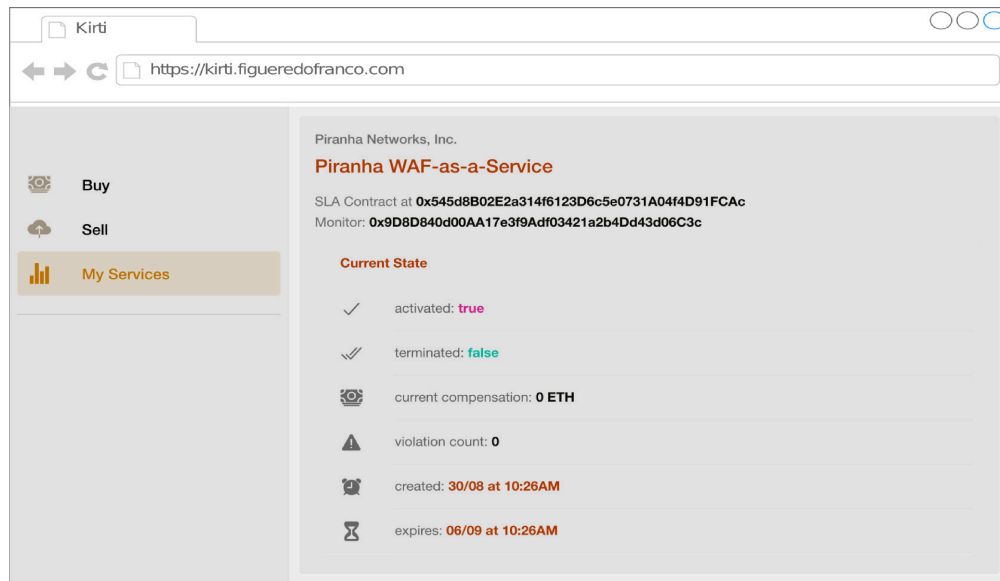 Kirti
https://kirti.figueredofranco.com
Buy
Sell
My Services
Piranha Networks, Inc.
Piranha WAF-as-a-Service
SLA Contract at 0x545d8B02E2a314f6123D6c5e0731A04f4D91FCAc
Monitor: 0x9D8D840d00AA17e3f9Adf03421a2b4Dd43d06C3c
Current State
activated: true
terminated: false
current compensation: 0 ETH
violation count: 0
created: 30/08 at 10:26AM
expires: 06/09 at 10:26AM